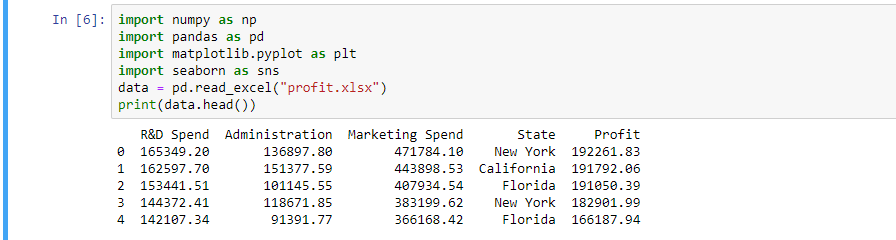 In [6]: import numpy as np
import pandas as pd
import matplotlib.pyplot as plt
import seaborn as sns
data = pd.read_excel("profit.xlsx")
print(data.head())
R&D Spend Administration Marketing Spend State Profit
0 165349.20 136897.80 471784.10 New York 192261.83
1 162597.70 151377.59 443898.53 California 191792.06
2 153441.51 101145.55 407934.54 Florida 191050.39
3 144372.41 118671.85 383199.62 New York 182901.99
4 142107.34 91391.77 366168.42 Florida 166187.94